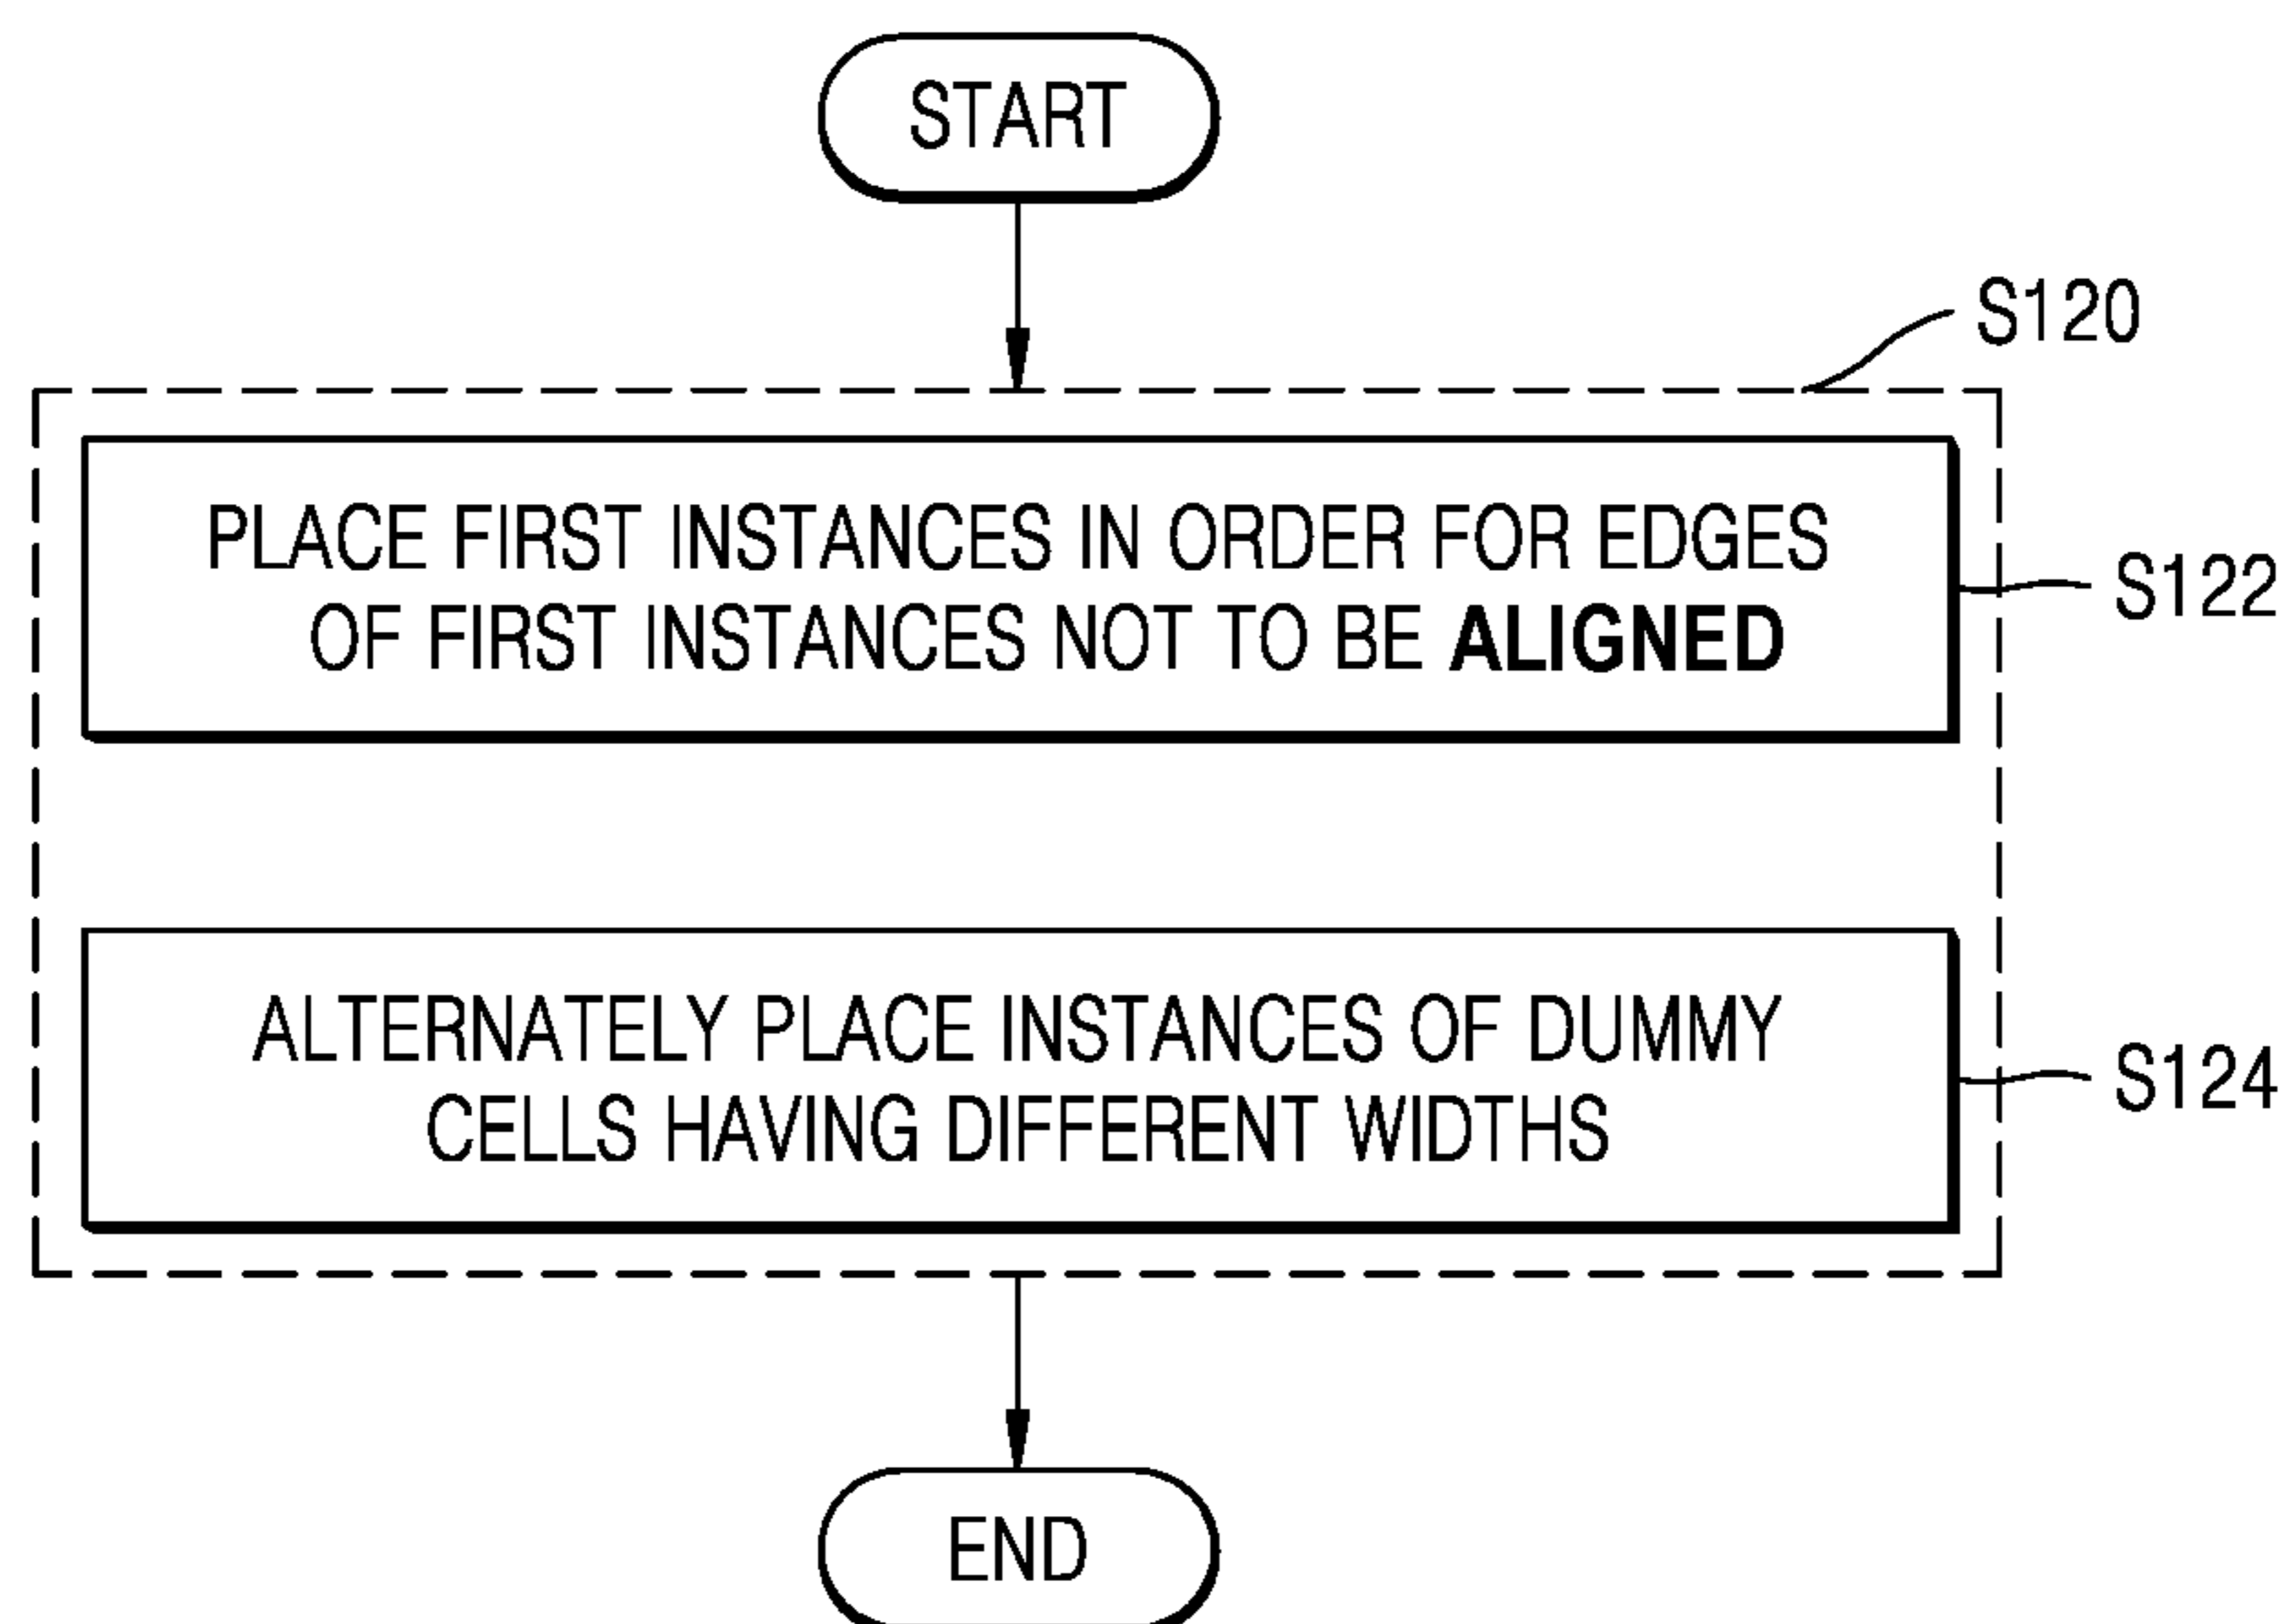 START
S120
PLACE FIRST INSTANCES IN ORDER FOR EDGES
OF FIRST INSTANCES NOT TO BE ALIGNED
S122
ALTERNATELY PLACE INSTANCES OF DUMMY
CELLS HAVING DIFFERENT WIDTHS
S124
END